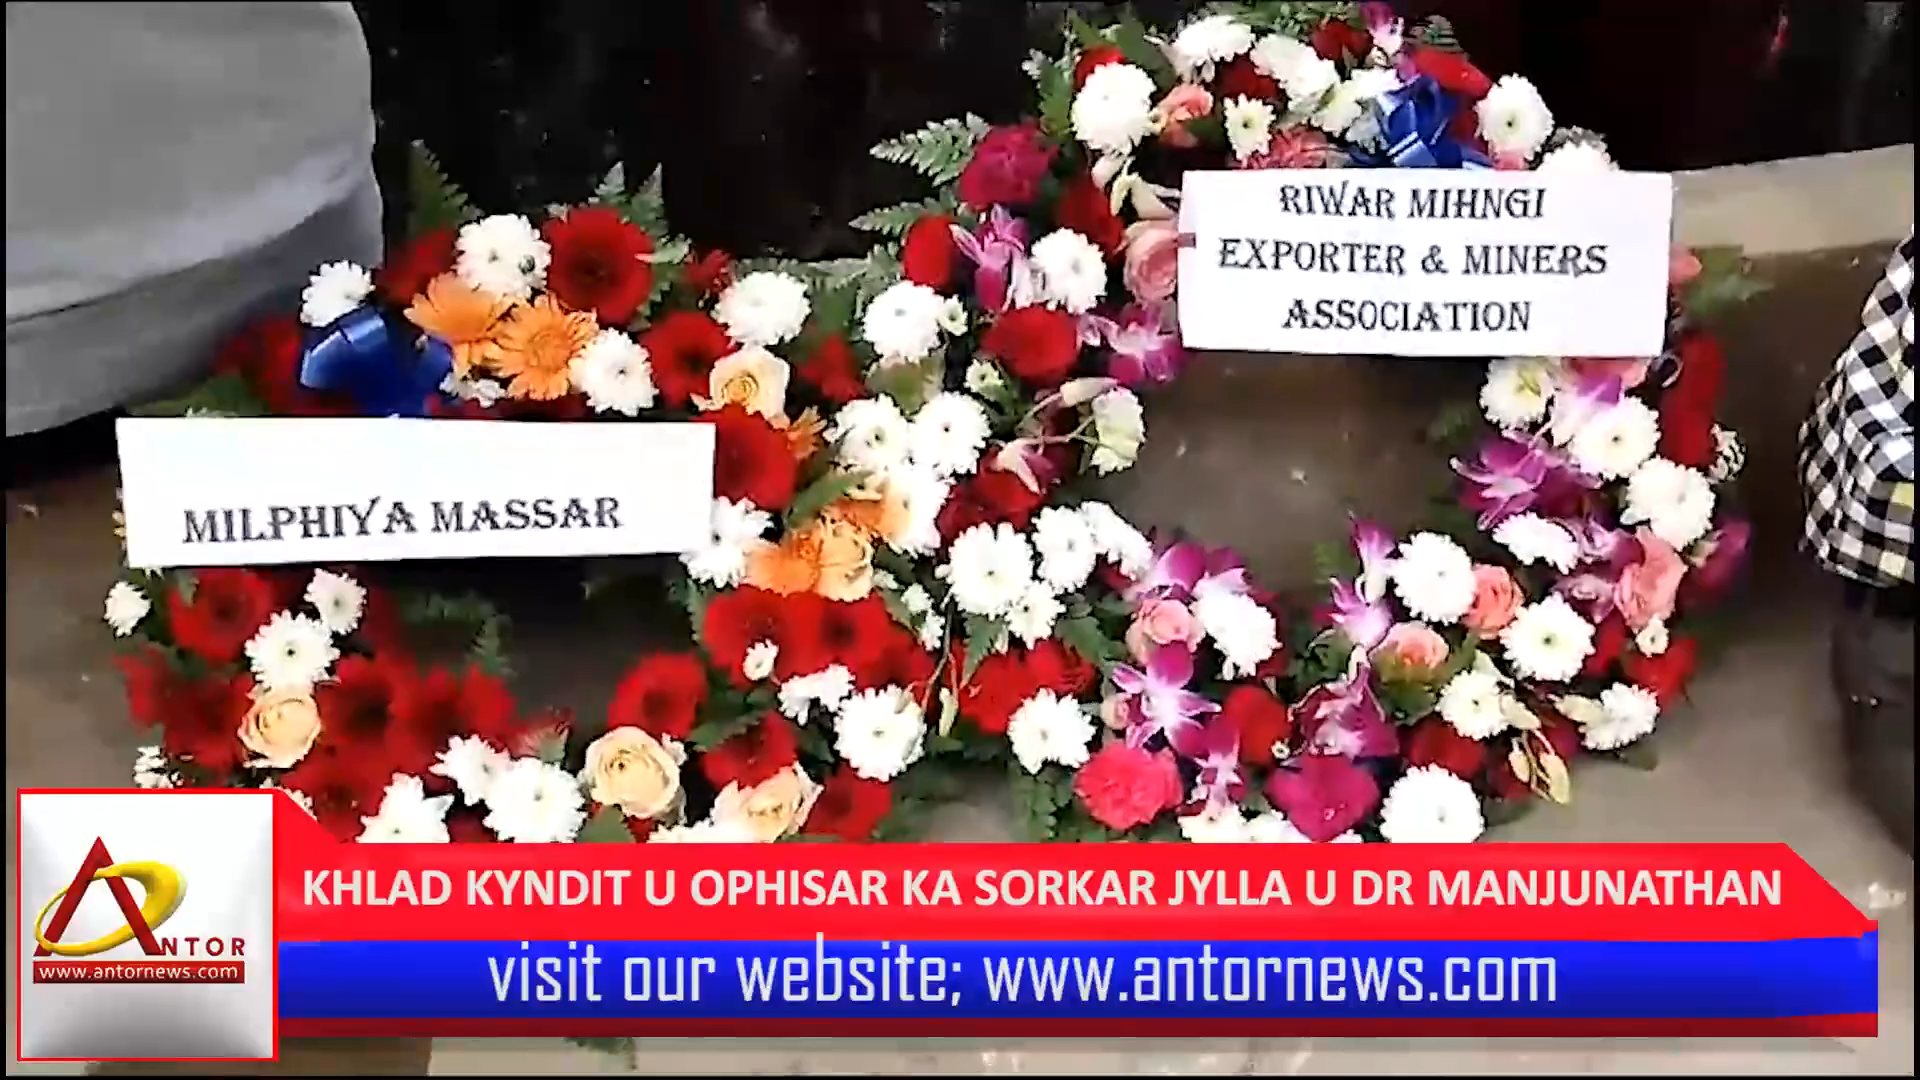 RIWAR MIHNGI
EXPORTER & MINERS
ASSOCIATION
MILPHIYA MASSAR
KHLAD KYNDIT U OPHISAR KA SORKAR JYLLA U DR MANJUNATHAN
visit our website; www.antornews.com
ANTOR
www.antornews.com